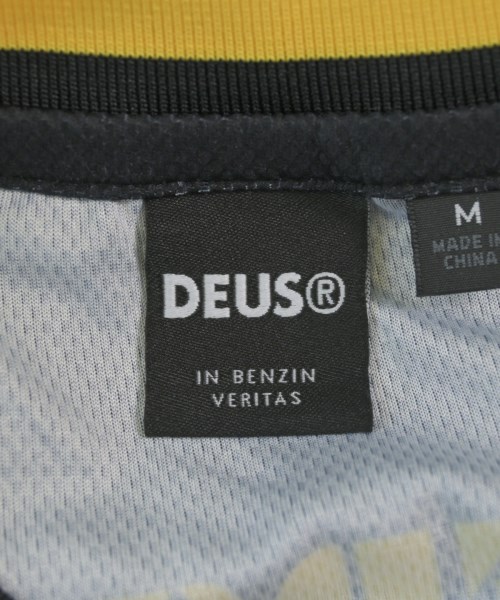 DEUS®
IN BENZIN
VERITAS
M
MADE IN
CHINA